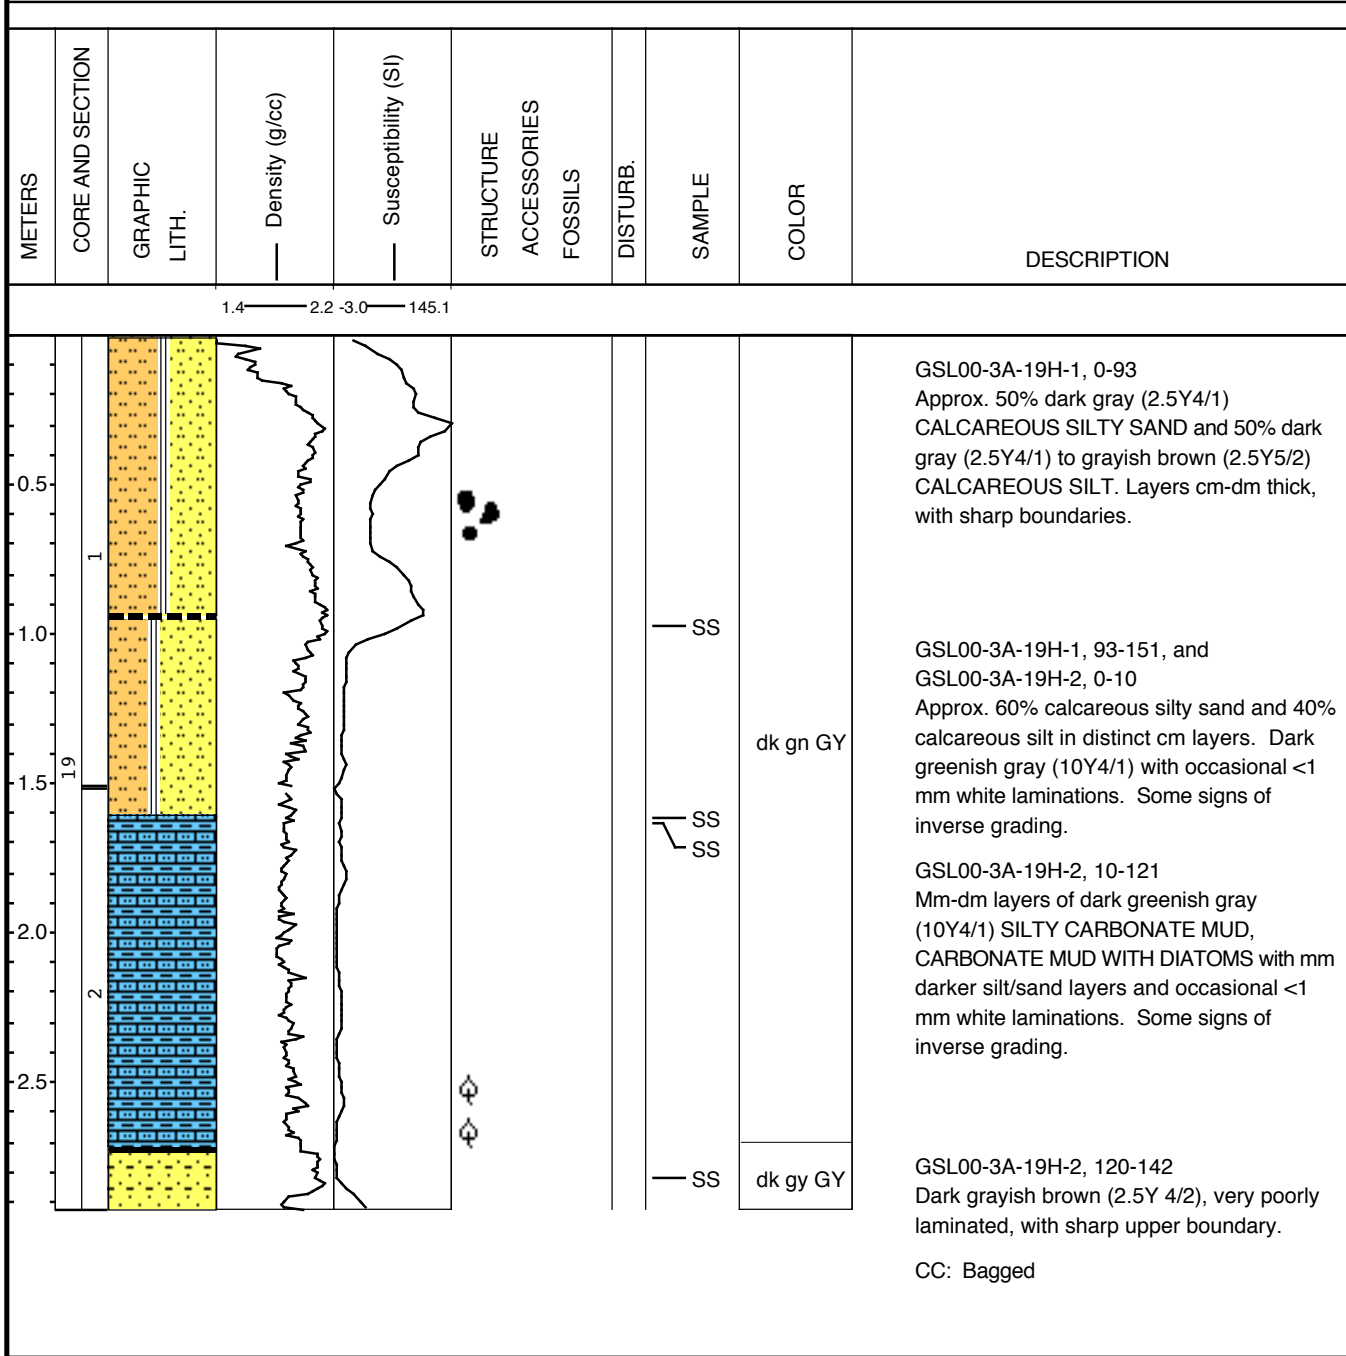 METERS
CORE AND SECTION
GRAPHIC
LITH.
Density (g/cc)
Susceptibility (SI)
STRUCTURE
ACCESSORIES
FOSSILS
DISTURB.
SAMPLE
COLOR
DESCRIPTION
1.4 2.2 -3.0 145.1
0.5
1.0
1.5
2.0
2.5
19
1
2
SS
SS
SS
SS
dk gn GY
dk gy GY
GSL00-3A-19H-1, 0-93
Approx. 50% dark gray (2.5Y4/1)
CALCAREOUS SILTY SAND and 50% dark
gray (2.5Y4/1) to grayish brown (2.5Y5/2)
CALCAREOUS SILT. Layers cm-dm thick,
with sharp boundaries.
GSL00-3A-19H-1, 93-151, and
GSL00-3A-19H-2, 0-10
Approx. 60% calcareous silty sand and 40%
calcareous silt in distinct cm layers. Dark
greenish gray (10Y4/1) with occasional <1
mm white laminations. Some signs of
inverse grading.
GSL00-3A-19H-2, 10-121
Mm-dm layers of dark greenish gray
(10Y4/1) SILTY CARBONATE MUD,
CARBONATE MUD WITH DIATOMS with mm
darker silt/sand layers and occasional <1
mm white laminations. Some signs of
inverse grading.
GSL00-3A-19H-2, 120-142
Dark grayish brown (2.5Y 4/2), very poorly
laminated, with sharp upper boundary.
CC: Bagged